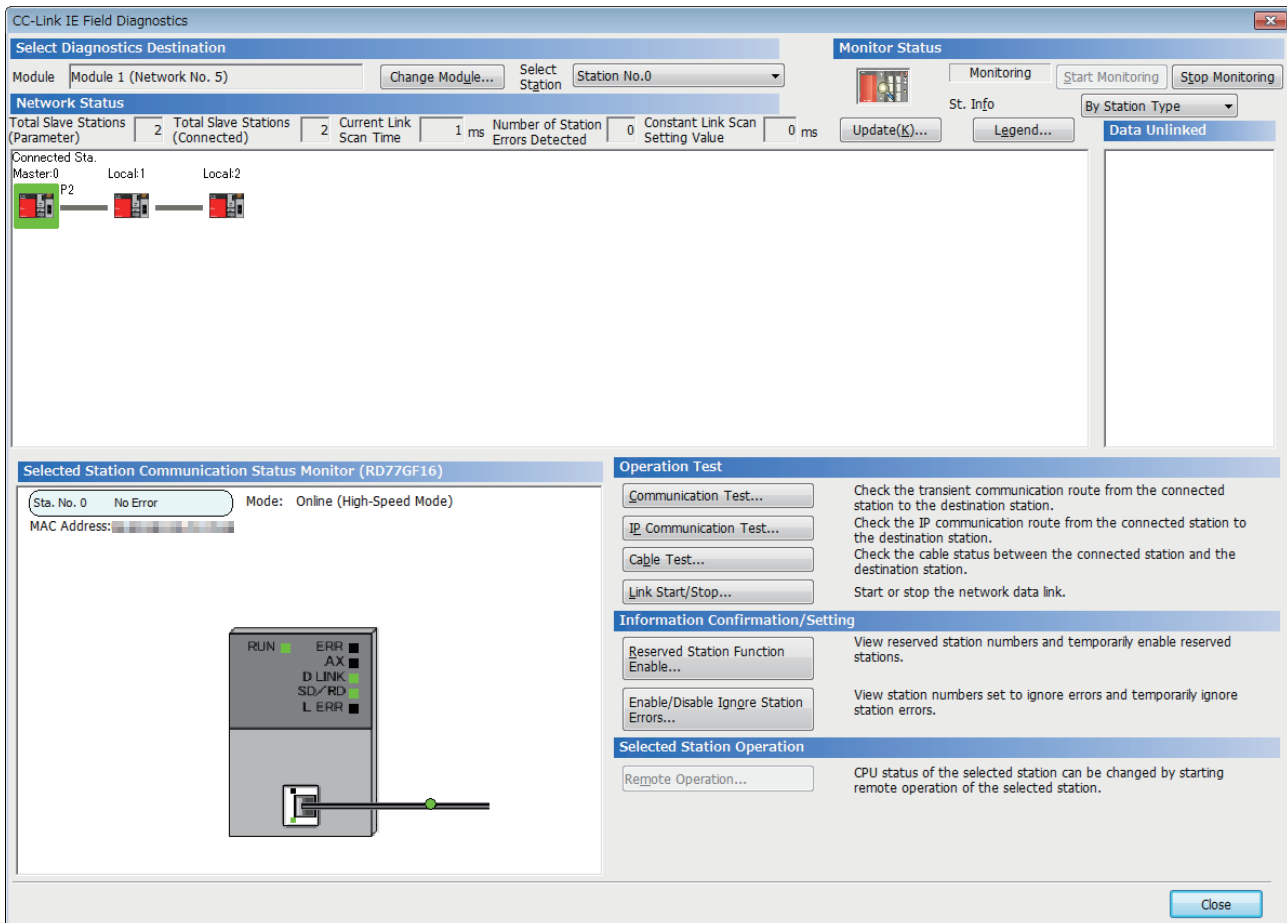 CC-Link IE Field Diagnostics
Select Diagnostics Destination
Monitor Status
Module
Module 1 (Network No. 5)
Change Module...
Select
Station
Station No.0
Monitoring
Start Monitoring
Stop Monitoring
Network Status
St. Info
By Station Type
Total Slave Stations
(Parameter)
2
Total Slave Stations
(Connected)
2
Current Link
Scan Time
1 ms
Number of Station
Errors Detected
0
Constant Link Scan
Setting Value
0 ms
Update(K)...
Legend...
Data Unlinked
Connected Sta.
Master:0
Local:1
Local:2
P2
Selected Station Communication Status Monitor (RD77GF16)
Sta. No. 0 No Error
Mode: Online (High-Speed Mode)
MAC Address:
RUN
ERR
AX
D LINK
SD/RD
L ERR
Operation Test
Communication Test...
Check the transient communication route from the connected
station to the destination station.
IP Communication Test...
Check the IP communication route from the connected station to
the destination station.
Cable Test...
Check the cable status between the connected station and the
destination station.
Link Start/Stop...
Start or stop the network data link.
Information Confirmation/Setting
Reserved Station Function
Enable...
View reserved station numbers and temporarily enable reserved
stations.
Enable/Disable Ignore Station
Errors...
View station numbers set to ignore errors and temporarily ignore
station errors.
Selected Station Operation
Remote Operation...
CPU status of the selected station can be changed by starting
remote operation of the selected station.
Close